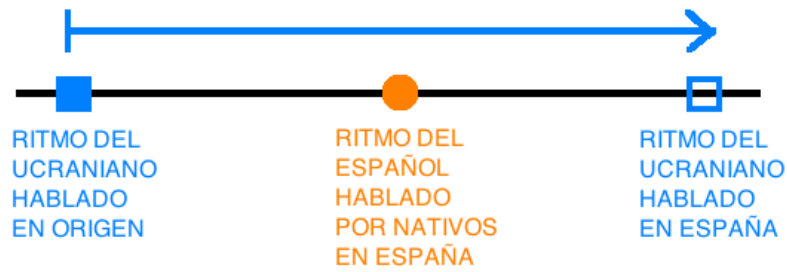 RITMO DEL
UCRANIANO
HABLADO
EN ORIGEN
RITMO DEL
ESPAÑOL
HABLADO
POR NATIVOS
EN ESPAÑA
RITMO DEL
UCRANIANO
HABLADO
EN ESPAÑA